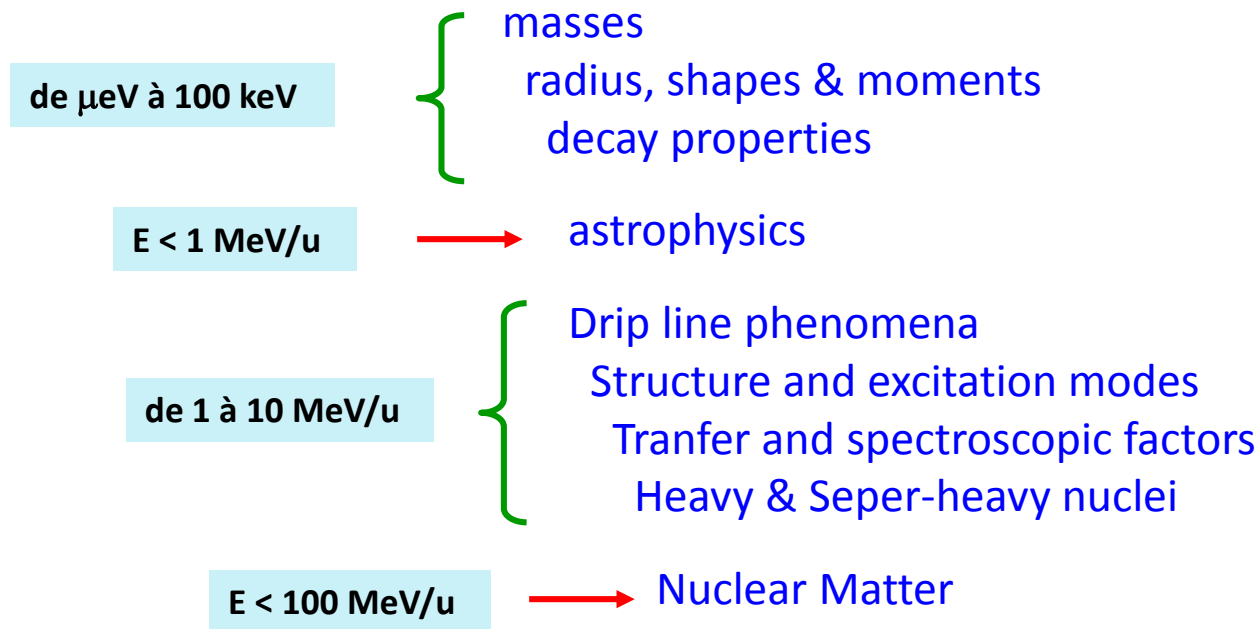 masses
radius, shapes & moments
de μeV à 100 keV
decay properties
E < 1 MeV/u
astrophysics
Drip line phenomena
Structure and excitation modes
de 1 à 10 MeV/u
Tranfer and spectroscopic factors
Heavy & Seper-heavy nuclei
E < 100 MeV/u
Nuclear Matter